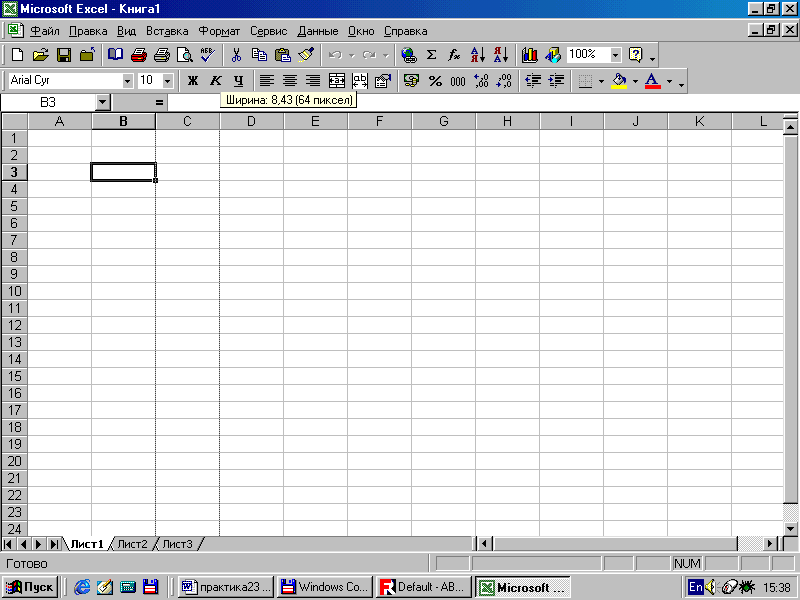 Microsoft Excel - Книга1
Файл Правка Вид Вставка Формат Сервис Данные Окно Справка
100%
Arial Cyr 10 Ж К Ч % 000
B3 =
Ширина: 8,43 (64 пиксел)
A B C D E F G H I J K L
1
2
3
4
5
6
7
8
9
10
11
12
13
14
15
16
17
18
19
20
21
22
23
24
Лист1 Лист2 Лист3
Готово NUM
Пуск практика23 ... Windows Co... Default - AB... Microsoft ... En 15:38